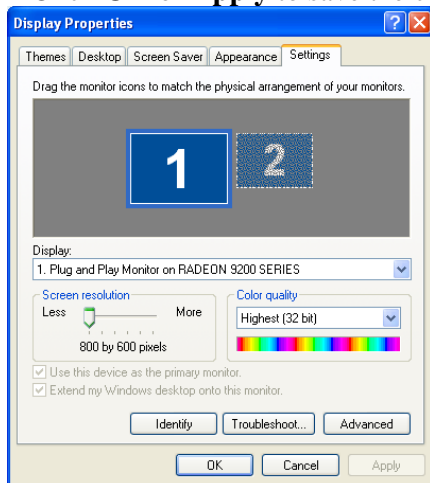 Display Properties
Themes Desktop Screen Saver Appearance Settings
Drag the monitor icons to match the physical arrangement of your monitors.
1 2
Display:
1. Plug and Play Monitor on RADEON 9200 SERIES
Screen resolution Color quality
Less More Highest (32 bit)
800 by 600 pixels
Use this device as the primary monitor.
Extend my Windows desktop onto this monitor.
Identify Troubleshoot... Advanced
OK Cancel Apply